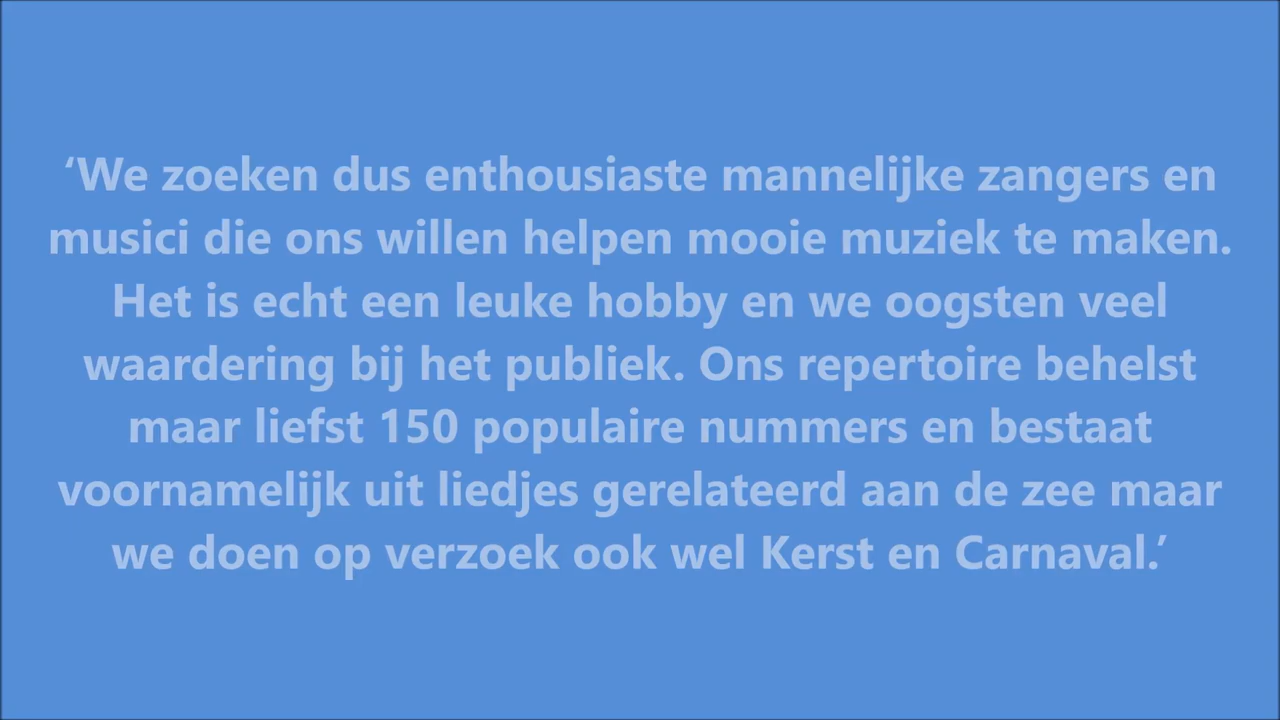 ‘We zoeken dus enthousiaste mannelijke zangers en
musici die ons willen helpen mooie muziek te maken.
Het is echt een leuke hobby en we oogsten veel
waardering bij het publiek. Ons repertoire behelst
maar liefst 150 populaire nummers en bestaat
voornamelijk uit liedjes gerelateerd aan de zee maar
we doen op verzoek ook wel Kerst en Carnaval.’